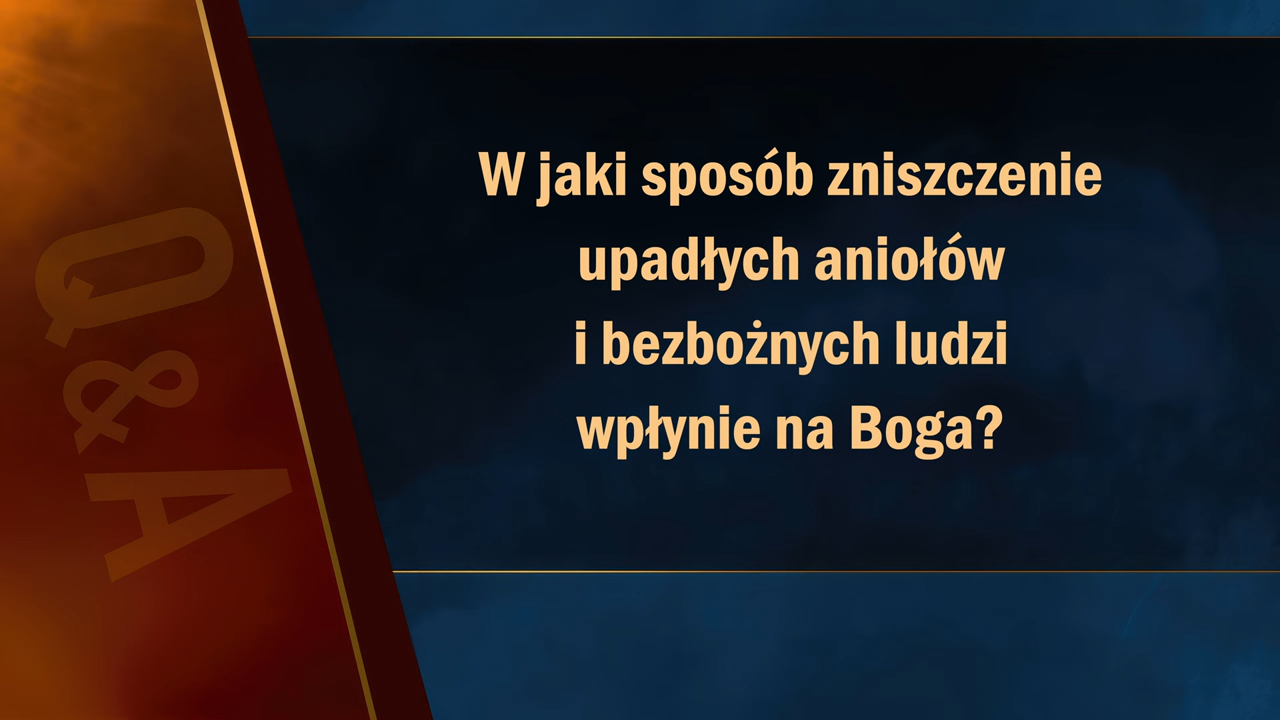 W jaki sposób zniszczenie
upadłych aniołów
i bezbożnych ludzi
wpłynie na Boga?
Q&A